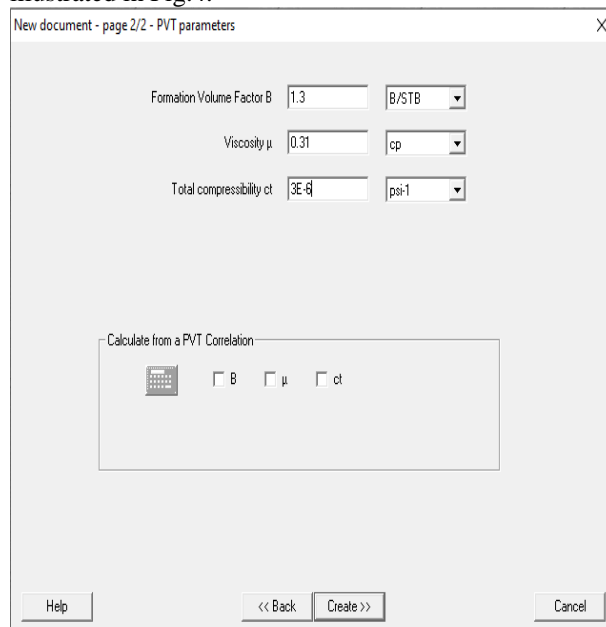 New document - page 2/2 - PVT parameters X
Formation Volume Factor B 1.3 B/STB
Viscosity µ 0.31 cp
Total compressibility ct 3E-6 psi-1
Calculate from a PVT Correlation
B µ ct
Help << Back Create >> Cancel